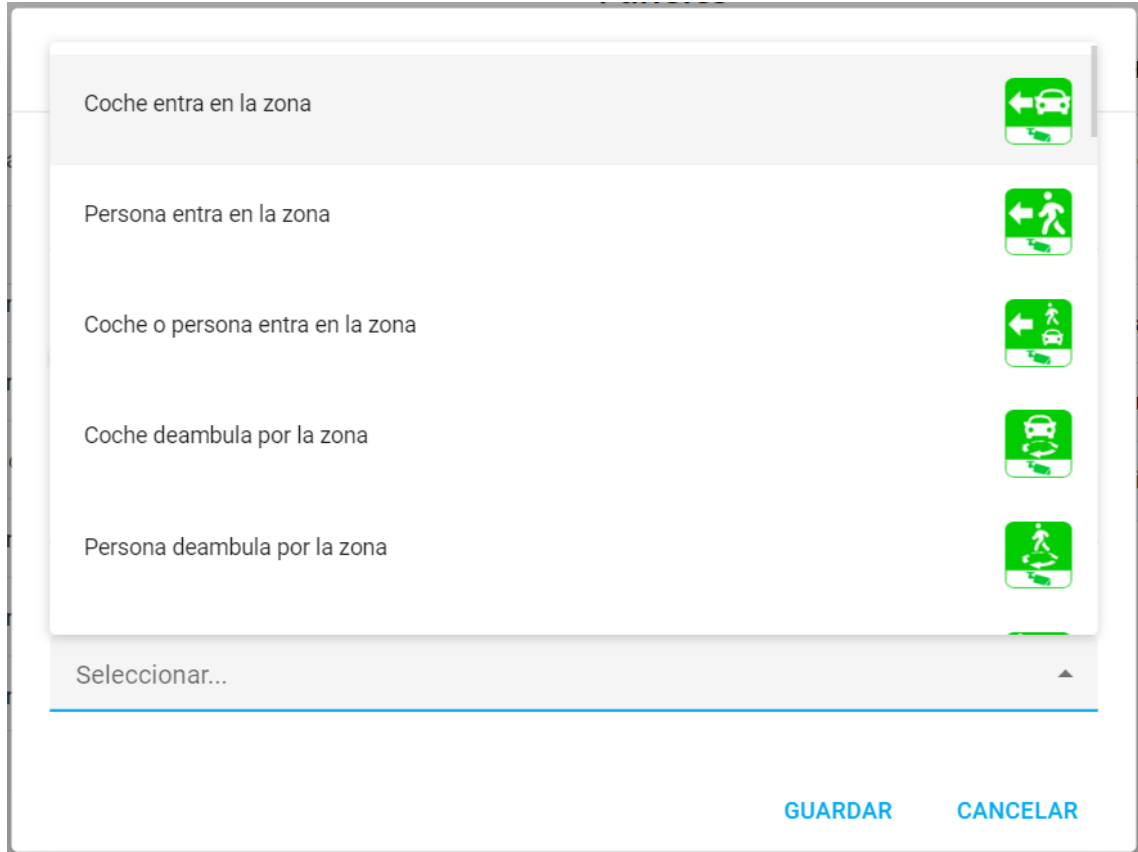 Coche entra en la zona
Persona entra en la zona
Coche o persona entra en la zona
Coche deambula por la zona
Persona deambula por la zona
Seleccionar...
GUARDAR CANCELAR